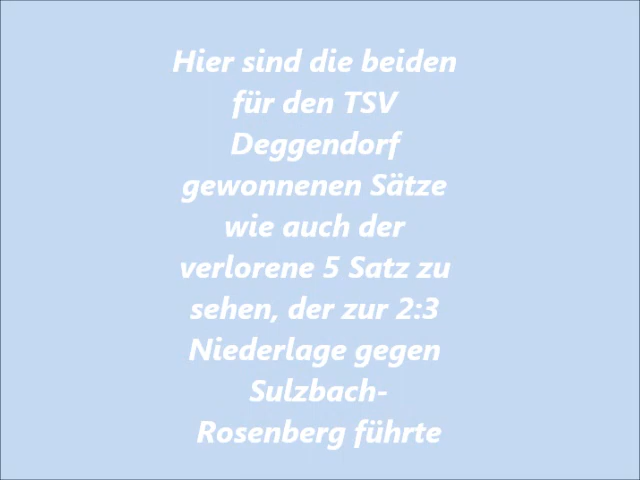 Hier sind die beiden
für den TSV
Deggendorf
gewonnenen Sätze
wie auch der
verlorene 5 Satz zu
sehen, der zur 2:3
Niederlage gegen
Sulzbach-
Rosenberg führte